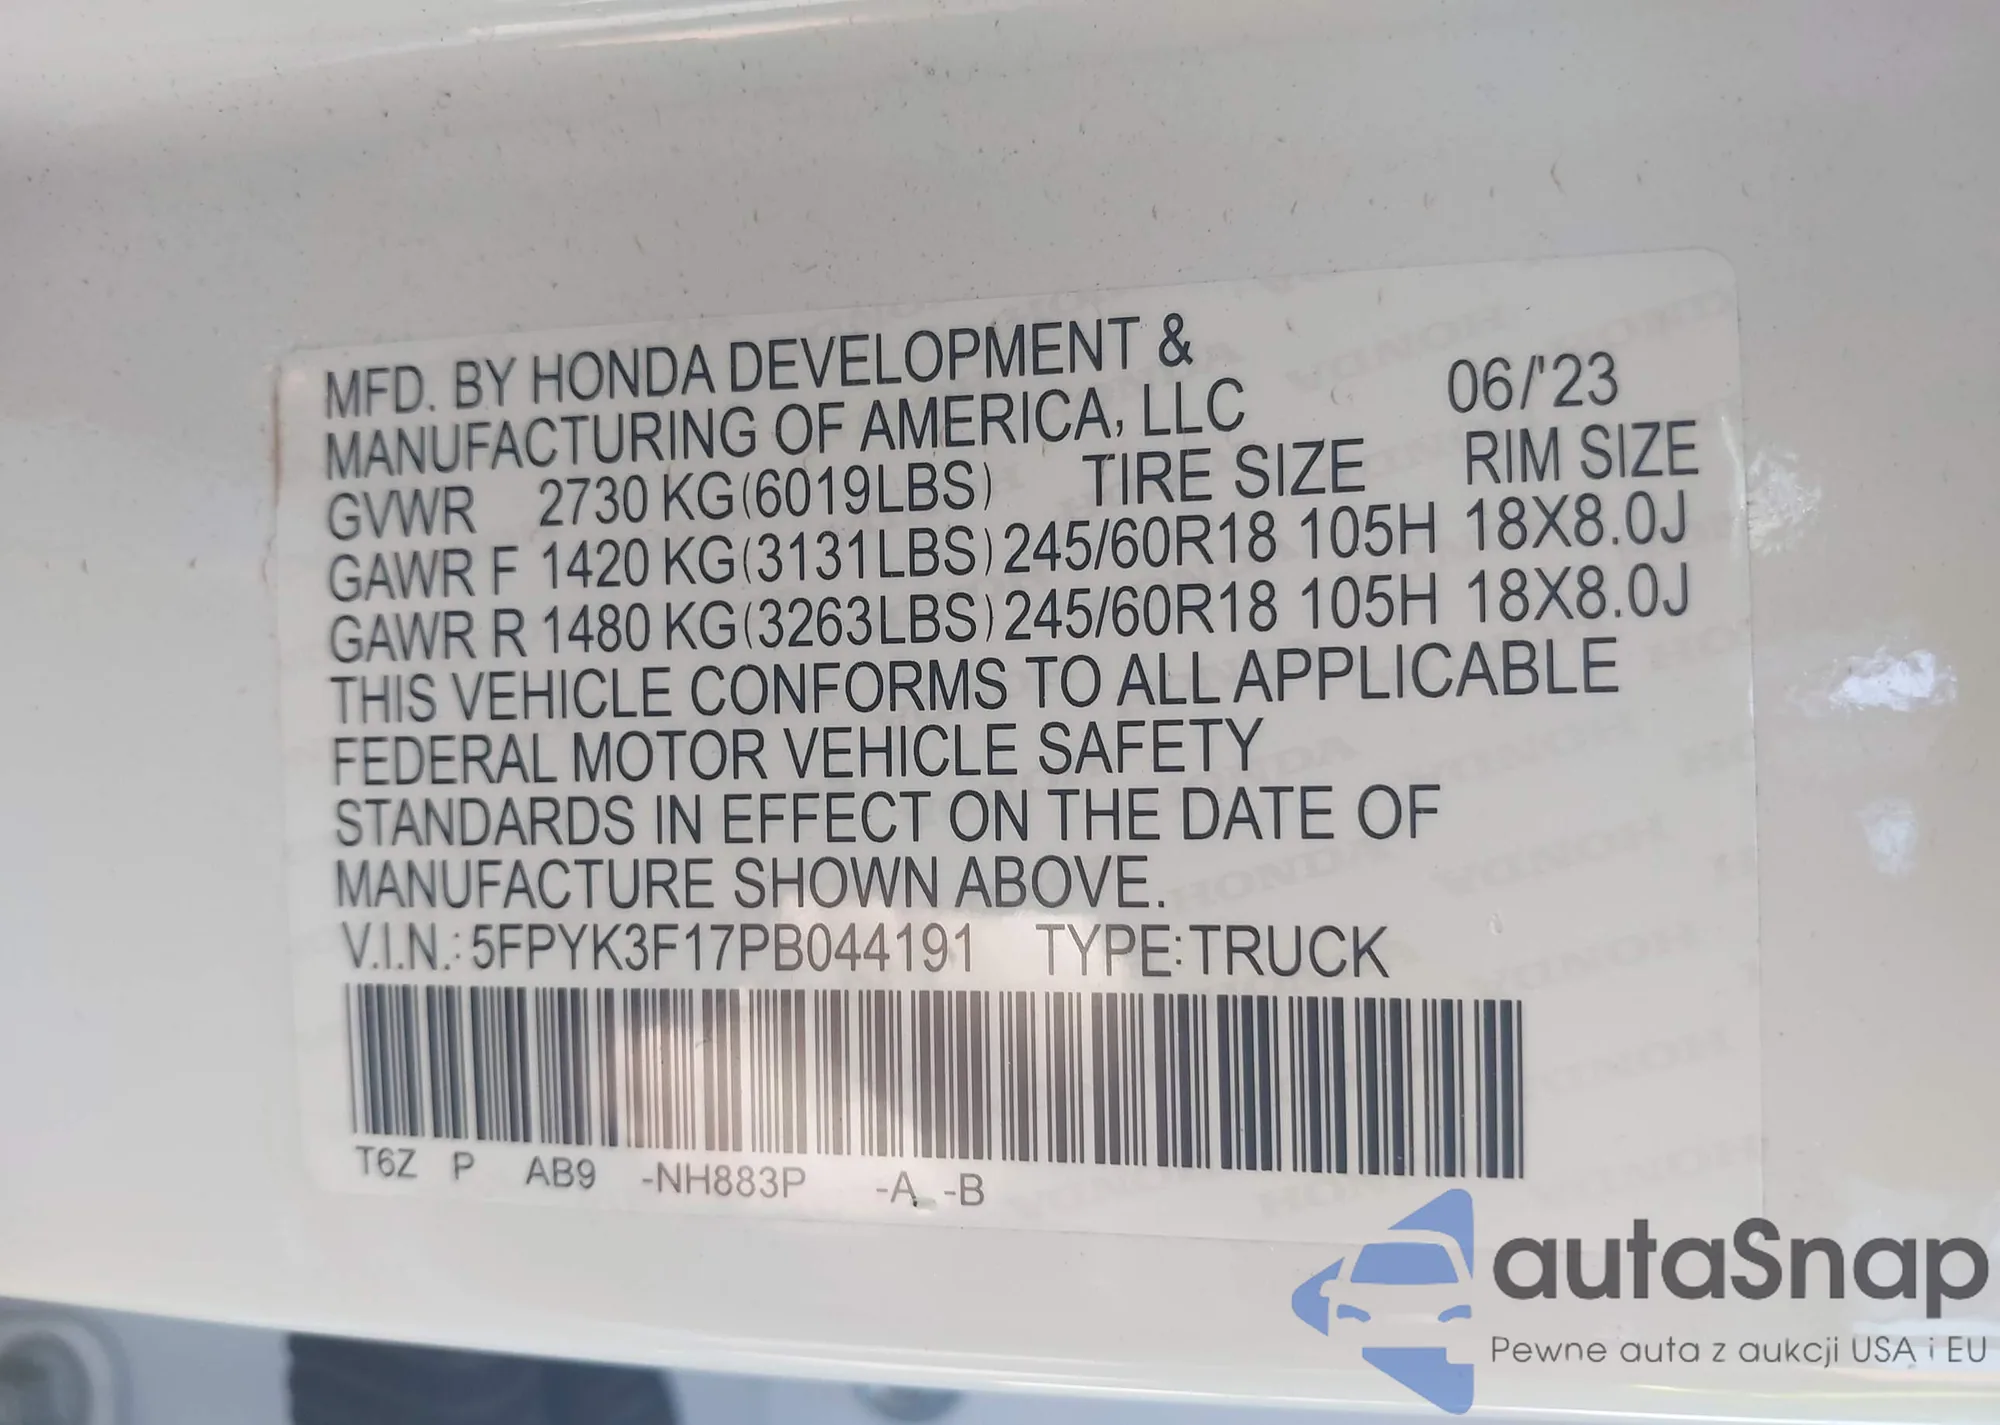 MFD. BY HONDA DEVELOPMENT &
MANUFACTURING OF AMERICA, LLC 06/'23
GVWR 2730 KG(6019LBS) TIRE SIZE RIM SIZE
GAWR F 1420 KG(3131LBS) 245/60R18 105H 18X8.0J
GAWR R 1480 KG(3263LBS) 245/60R18 105H 18X8.0J
THIS VEHICLE CONFORMS TO ALL APPLICABLE
FEDERAL MOTOR VEHICLE SAFETY
STANDARDS IN EFFECT ON THE DATE OF
MANUFACTURE SHOWN ABOVE.
V.I.N.: 5FPYK3F17PB044191 TYPE:TRUCK
T6Z P AB9 -NH883P -A -B
autaSnap
Pewne auta z aukcji USA i EU